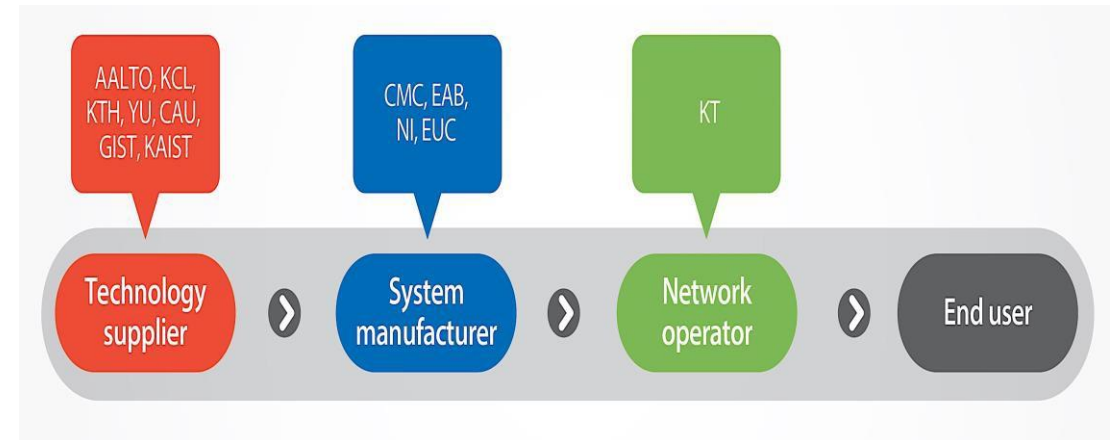 AALTO, KCL,
KTH, YU, CAU,
GIST, KAIST
CMC, EAB,
NI, EUC
KT
Technology
supplier
System
manufacturer
Network
operator
End user